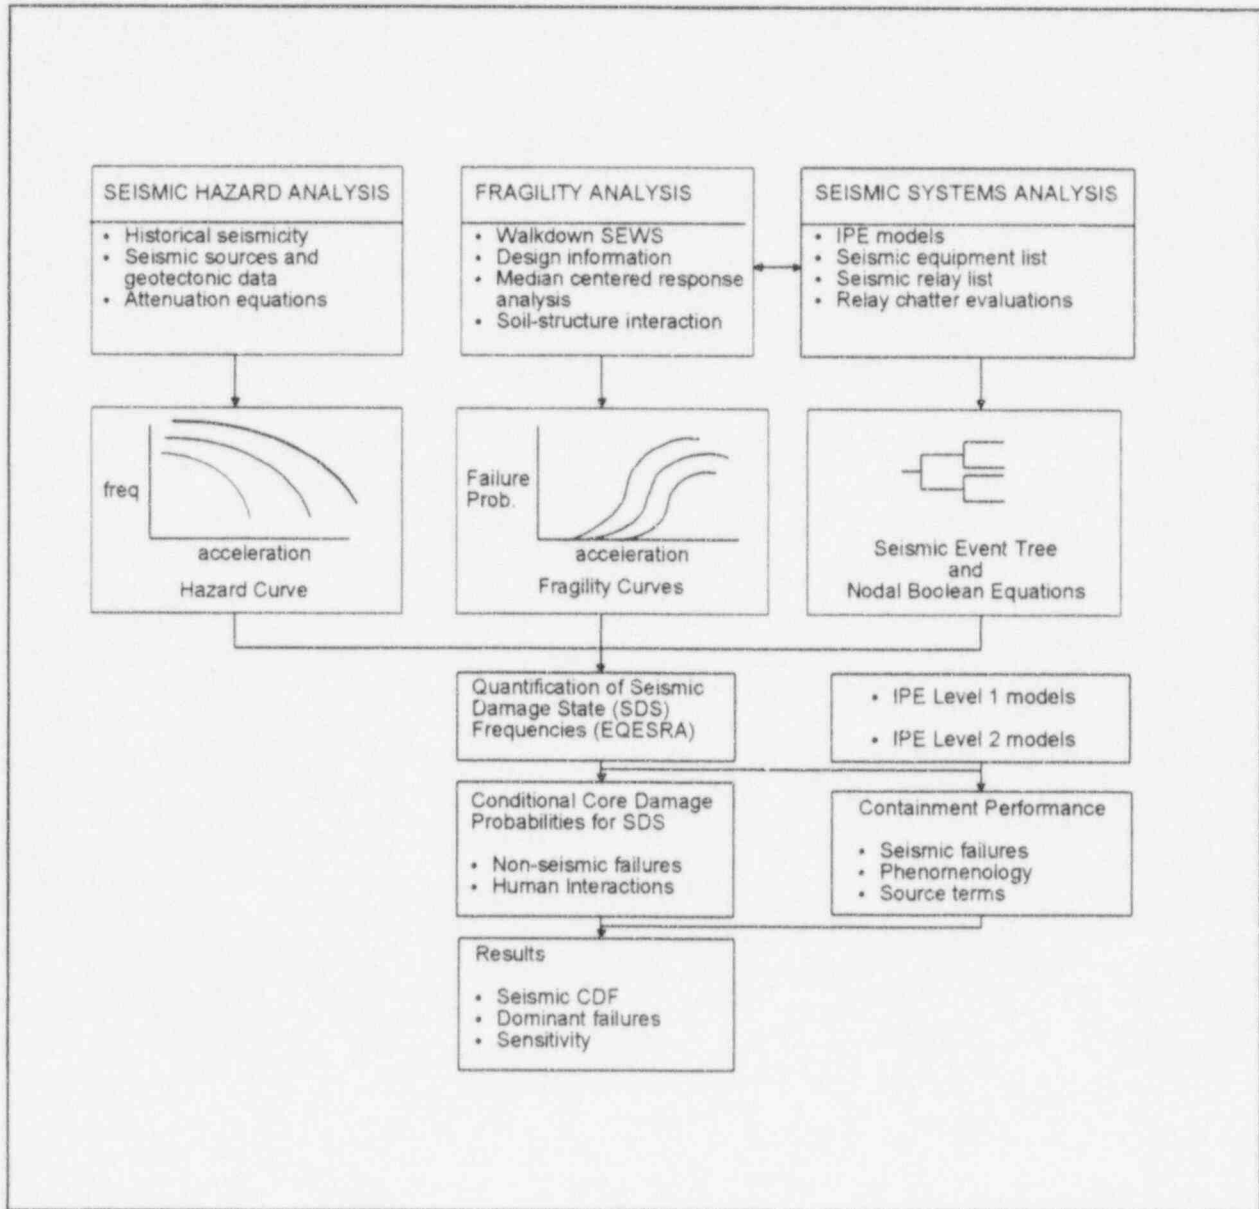 SEISMIC HAZARD ANALYSIS
• Historical seismicity
• Seismic sources and
geotectonic data
• Attenuation equations
FRAGILITY ANALYSIS
• Walkdown SEWS
• Design information
• Median centered response
analysis
• Soil-structure interaction
SEISMIC SYSTEMS ANALYSIS
• IPE models
• Seismic equipment list
• Seismic relay list
• Relay chatter evaluations
freq
acceleration
Hazard Curve
Failure
Prob.
acceleration
Fragility Curves
Seismic Event Tree
and
Nodal Boolean Equations
Quantification of Seismic
Damage State (SDS)
Frequencies (EQESRA)
• IPE Level 1 models
• IPE Level 2 models
Conditional Core Damage
Probabilities for SDS
• Non-seismic failures
• Human Interactions
Containment Performance
• Seismic failures
• Phenomenology
• Source terms
Results
• Seismic CDF
• Dominant failures
• Sensitivity